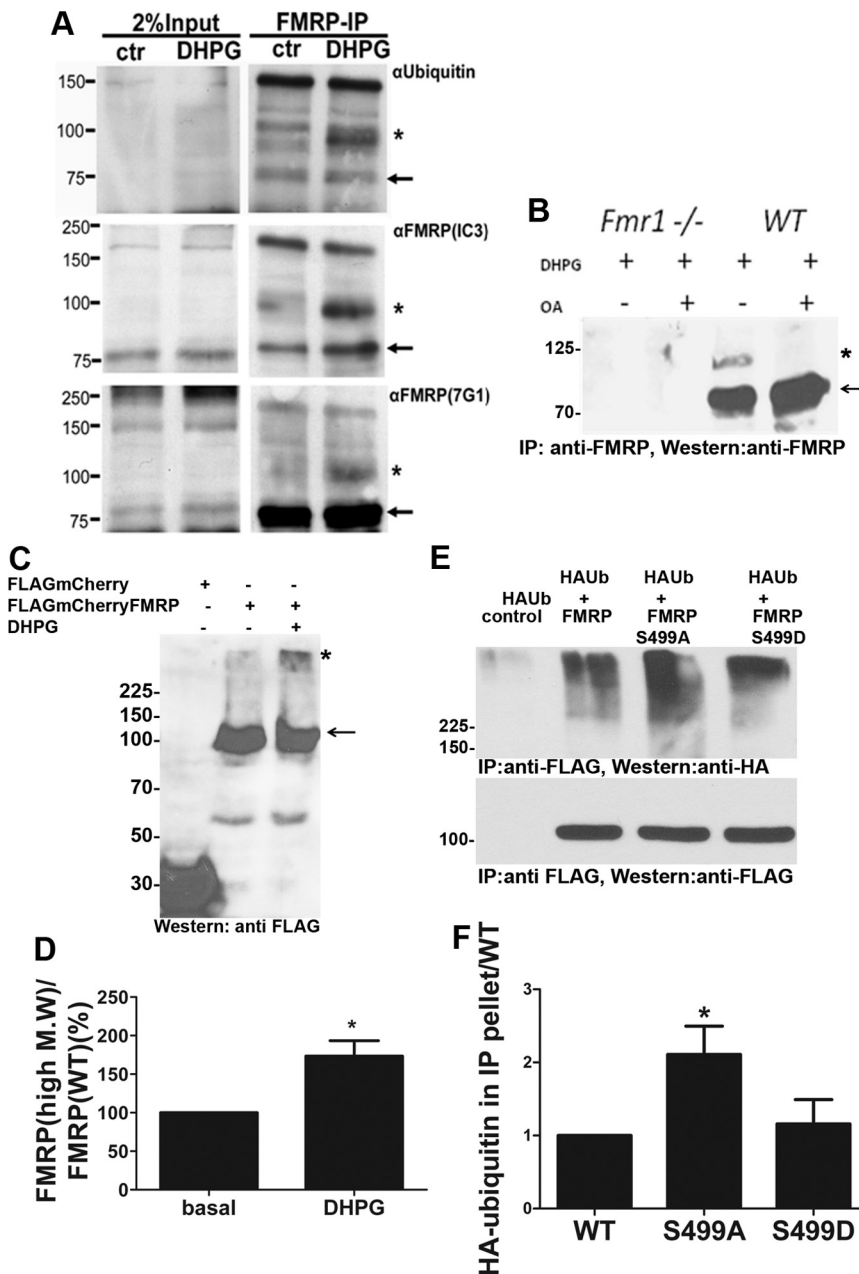 A
2%Input FMRP-IP
ctr DHPG ctr DHPG
αUbiquitin
150
100
*
75
250
αFMRP(IC3)
150
100
*
75
250
αFMRP(7G1)
150
100
*
75
B
Fmr1 -/- WT
DHPG + + + +
OA - + - +
125-
*
70-
IP: anti-FMRP, Western:anti-FMRP
C
FLAGmCherry + - -
FLAGmCherryFMRP - + +
DHPG - - +
*
225-
150-
100-
70-
50-
30-
Western: anti FLAG
E
HAUb control
HAUb + FMRP
HAUb + FMRP S499A
HAUb + FMRP S499D
225-
150-
IP:anti-FLAG, Western:anti-HA
100-
IP:anti FLAG, Western:anti-FLAG
D
FMRP(high M.W)/
FMRP(WT)(%)
250
200
150
100
50
0
*
basal DHPG
F
HA-ubiquitin in IP pellet/WT
3
2
1
0
*
WT S499A S499D